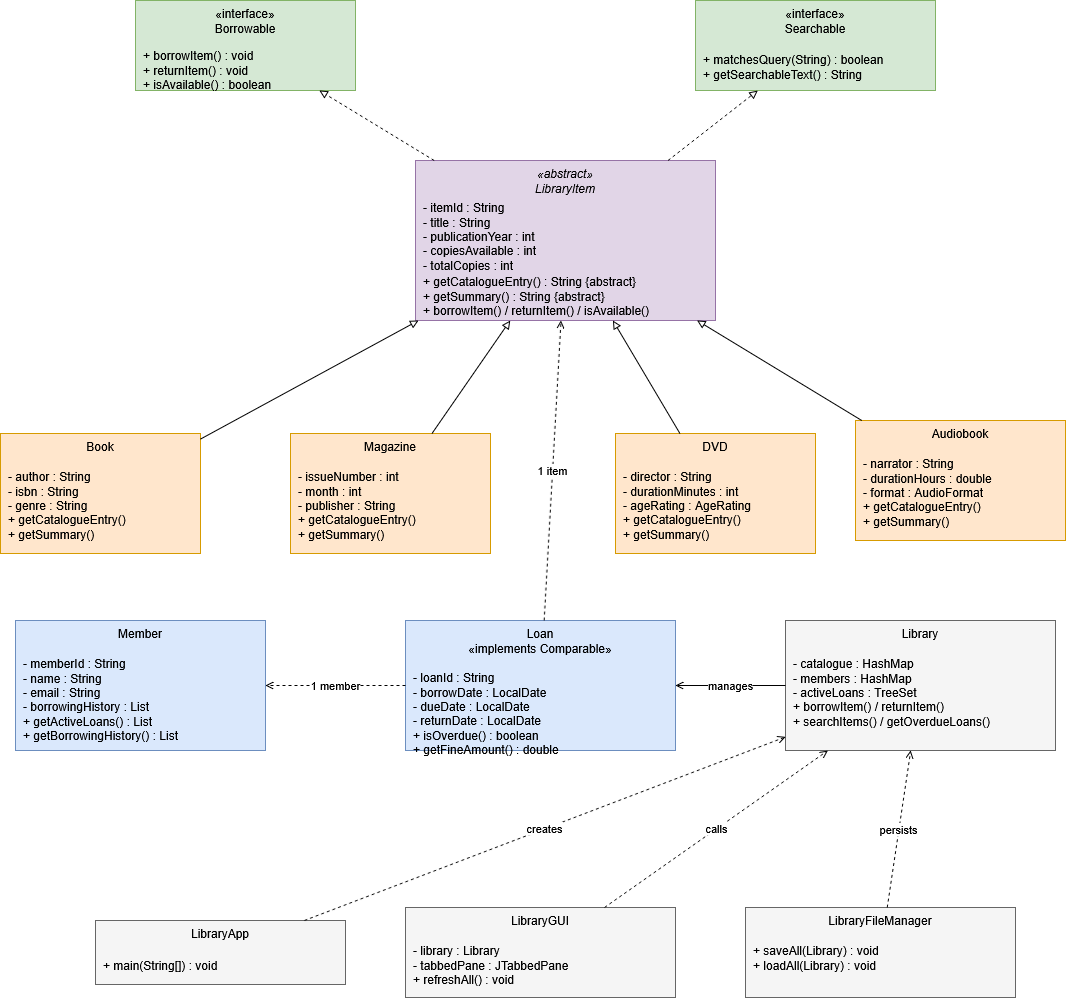 «interface»
Borrowable
+ borrowItem() : void
+ returnItem() : void
+ isAvailable() : boolean
«interface»
Searchable
+ matchesQuery(String) : boolean
+ getSearchableText() : String
«abstract»
LibraryItem
- itemId : String
- title : String
- publicationYear : int
- copiesAvailable : int
- totalCopies : int
+ getCatalogueEntry() : String {abstract}
+ getSummary() : String {abstract}
+ borrowItem() / returnItem() / isAvailable()
Book
- author : String
- isbn : String
- genre : String
+ getCatalogueEntry()
+ getSummary()
Magazine
- issueNumber : int
- month : int
- publisher : String
+ getCatalogueEntry()
+ getSummary()
1 item
DVD
- director : String
- durationMinutes : int
- ageRating : AgeRating
+ getCatalogueEntry()
+ getSummary()
Audiobook
- narrator : String
- durationHours : double
- format : AudioFormat
+ getCatalogueEntry()
+ getSummary()
Member
- memberId : String
- name : String
- email : String
- borrowingHistory : List
+ getActiveLoans() : List
+ getBorrowingHistory() : List
1 member
Loan
«implements Comparable»
- loanId : String
- borrowDate : LocalDate
- dueDate : LocalDate
- returnDate : LocalDate
+ isOverdue() : boolean
+ getFineAmount() : double
manages
Library
- catalogue : HashMap
- members : HashMap
- activeLoans : TreeSet
+ borrowItem() / returnItem()
+ searchItems() / getOverdueLoans()
creates
calls
persists
LibraryApp
+ main(String[]) : void
LibraryGUI
- library : Library
- tabbedPane : JTabbedPane
+ refreshAll() : void
LibraryFileManager
+ saveAll(Library) : void
+ loadAll(Library) : void